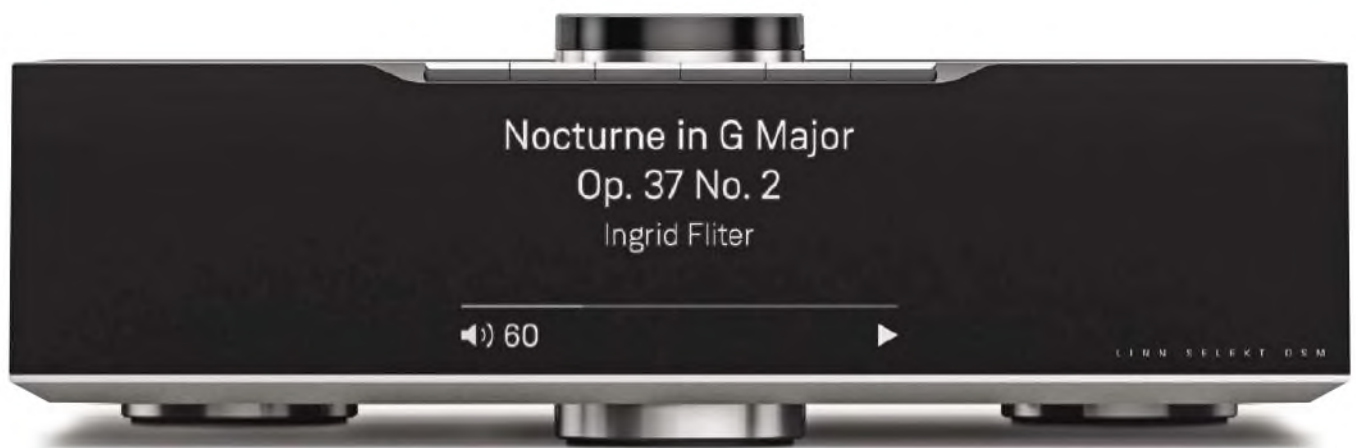 Nocturne in G Major
Op. 37 No. 2
Ingrid Fliter
60
LINN SELEKT DSM